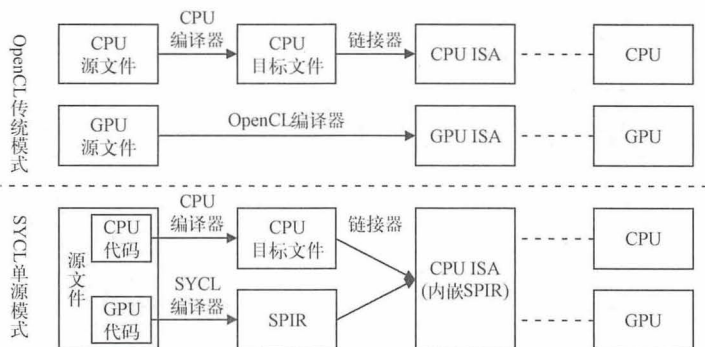 OpenCL传统模式
CPU
源文件
CPU
编译器
CPU
目标文件
链接器
CPU ISA
CPU
GPU
源文件
OpenCL编译器
GPU ISA
GPU
SYCL单源模式
源文件
CPU
代码
CPU
编译器
CPU
目标文件
链接器
CPU ISA
(内嵌SPIR)
CPU
GPU
代码
SYCL
编译器
SPIR
GPU